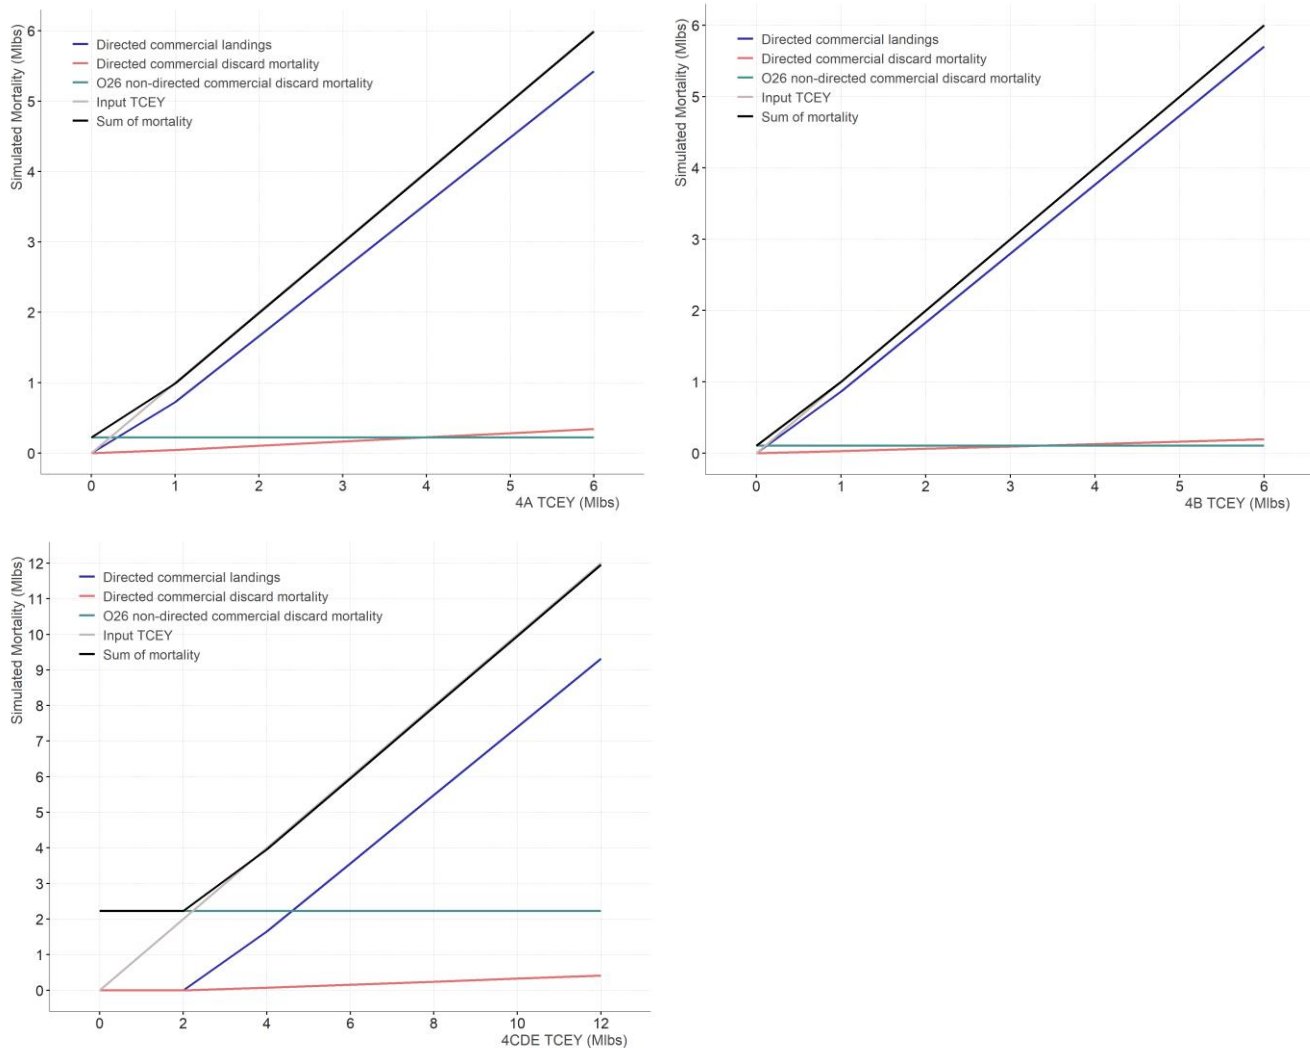 Simulated Mortality (Mlbs)
6
5
4
3
2
1
0
Directed commercial landings
Directed commercial discard mortality
O26 non-directed commercial discard mortality
Input TCEY
Sum of mortality
0 1 2 3 4 5 6
4A TCEY (Mlbs)
Simulated Mortality (Mlbs)
6
5
4
3
2
1
0
Directed commercial landings
Directed commercial discard mortality
O26 non-directed commercial discard mortality
Input TCEY
Sum of mortality
0 1 2 3 4 5 6
4B TCEY (Mlbs)
Simulated Mortality (Mlbs)
12
11
10
9
8
7
6
5
4
3
2
1
0
Directed commercial landings
Directed commercial discard mortality
O26 non-directed commercial discard mortality
Input TCEY
Sum of mortality
0 2 4 6 8 10 12
4CDE TCEY (Mlbs)